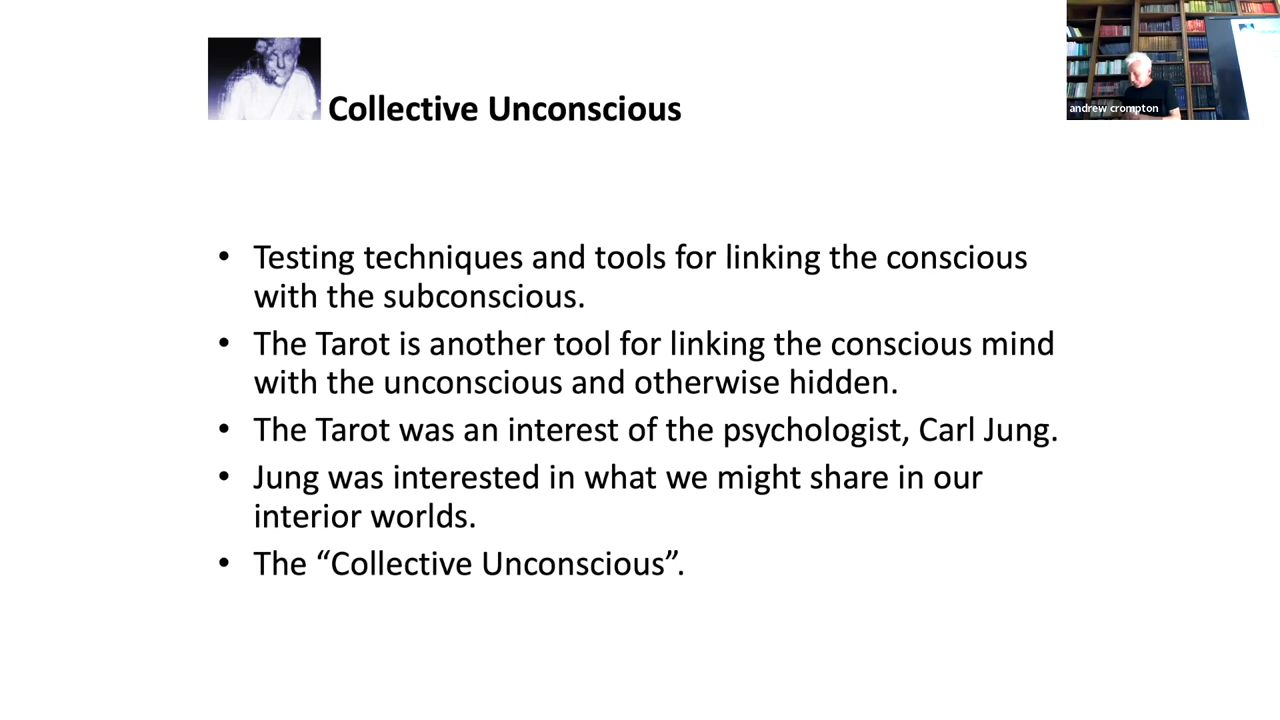 Collective Unconscious
andrew crompton
• Testing techniques and tools for linking the conscious
with the subconscious.
• The Tarot is another tool for linking the conscious mind
with the unconscious and otherwise hidden.
• The Tarot was an interest of the psychologist, Carl Jung.
• Jung was interested in what we might share in our
interior worlds.
• The “Collective Unconscious”.